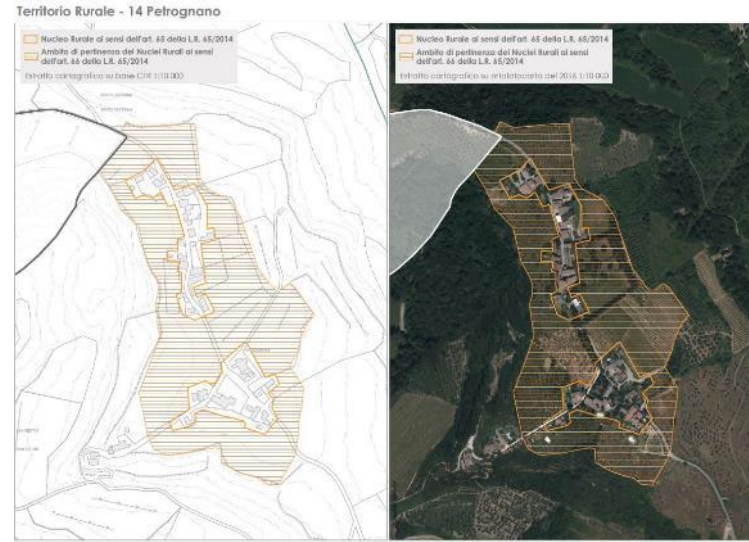 Territorio Rurale - 14 Petrognano
Nucleo Rurale ai sensi dell'art. 65 della L.R. 65/2014
Ambito di pertinenza dei Nuclei Rurali ai sensi
dell'art. 66 della L.R. 65/2014
Estratto cartografico su base CTR 1:10.000
Nucleo Rurale ai sensi dell'art. 65 della L.R. 65/2014
Ambito di pertinenza dei Nuclei Rurali ai sensi
dell'art. 66 della L.R. 65/2014
Estratto cartografico su ortofotocarta del 2016 1:10.000